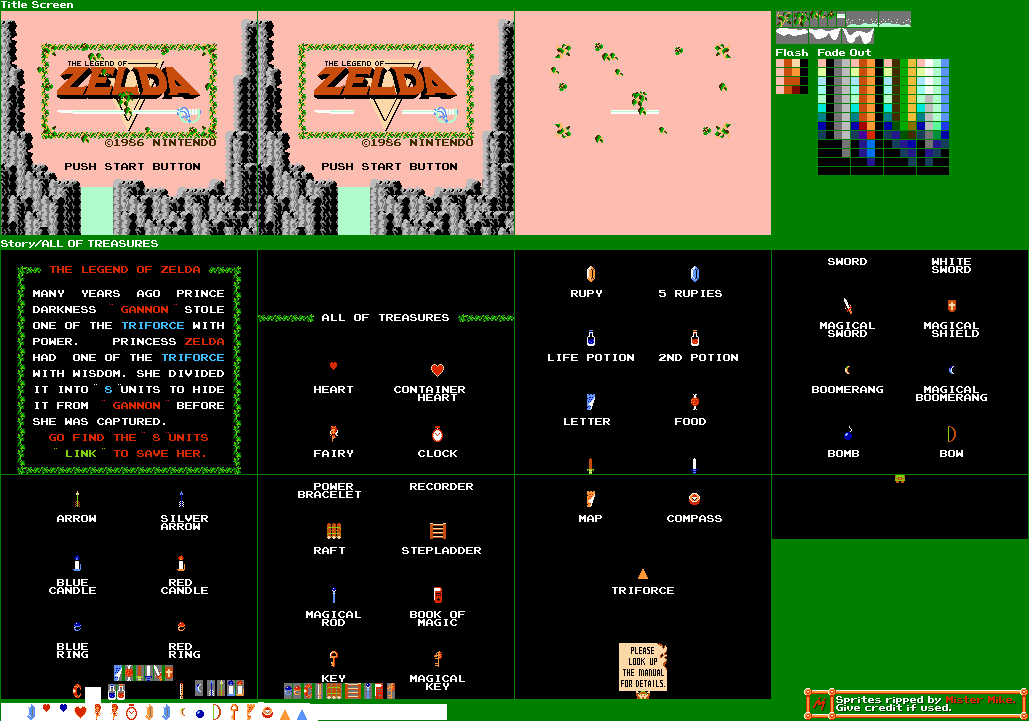 Title Screen
THE LEGEND OF
ZELDA
©1986 NINTENDO
PUSH START BUTTON
THE LEGEND OF
ZELDA
©1986 NINTENDO
PUSH START BUTTON
Flash Fade Out
Story/ALL OF TREASURES
THE LEGEND OF ZELDA
MANY YEARS AGO PRINCE
DARKNESS "GANNON" STOLE
ONE OF THE TRIFORCE WITH
POWER. PRINCESS ZELDA
HAD ONE OF THE TRIFORCE
WITH WISDOM. SHE DIVIDED
IT INTO "8"UNITS TO HIDE
IT FROM "GANNON" BEFORE
SHE WAS CAPTURED.
GO FIND THE "8"UNITS
"LINK" TO SAVE HER.
ALL OF TREASURES
HEART
CONTAINER
HEART
FAIRY
CLOCK
RUPY
5 RUPIES
LIFE POTION
2ND POTION
LETTER
FOOD
SWORD
WHITE
SWORD
MAGICAL
SWORD
MAGICAL
SHIELD
BOOMERANG
MAGICAL
BOOMERANG
BOMB
BOW
ARROW
SILVER
ARROW
BLUE
CANDLE
RED
CANDLE
BLUE
RING
RED
RING
POWER
BRACELET
RECORDER
RAFT
STEPLADDER
MAGICAL
ROD
BOOK OF
MAGIC
KEY
MAGICAL
KEY
MAP
COMPASS
TRIFORCE
PLEASE
LOOK UP
THE MANUAL
FOR DETAILS.
Sprites ripped by Mister Mike.
Give credit if used.